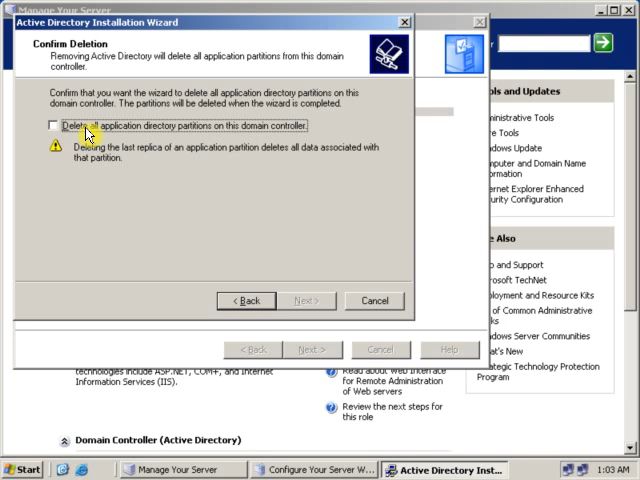 Manage Your Server
Active Directory Installation Wizard
Confirm Deletion
Removing Active Directory will delete all application partitions from this domain
controller.
Confirm that you want the wizard to delete all application directory partitions on this
domain controller. The partitions will be deleted when the wizard is completed.
Delete all application directory partitions on this domain controller.
Deleting the last replica of an application partition deletes all data associated with
that partition.
< Back
Next >
Cancel
< Back
Next >
Cancel
Help
ols and Updates
ministrative Tools
re Tools
ndows Update
mputer and Domain Name
ormation
ernet Explorer Enhanced
urity Configuration
e Also
p and Support
rosoft TechNet
ployment and Resource Kits
of Common Administrative
ks
ndows Server Communities
at's New
ategic Technology Protection
Program
technologies include ASP.NET, COM+, and Internet
Information Services (IIS).
Read about Web Interface
for Remote Administration
of Web servers
Review the next steps for
this role
Domain Controller (Active Directory)
Start
Manage Your Server
Configure Your Server W...
Active Directory Inst...
1:03 AM